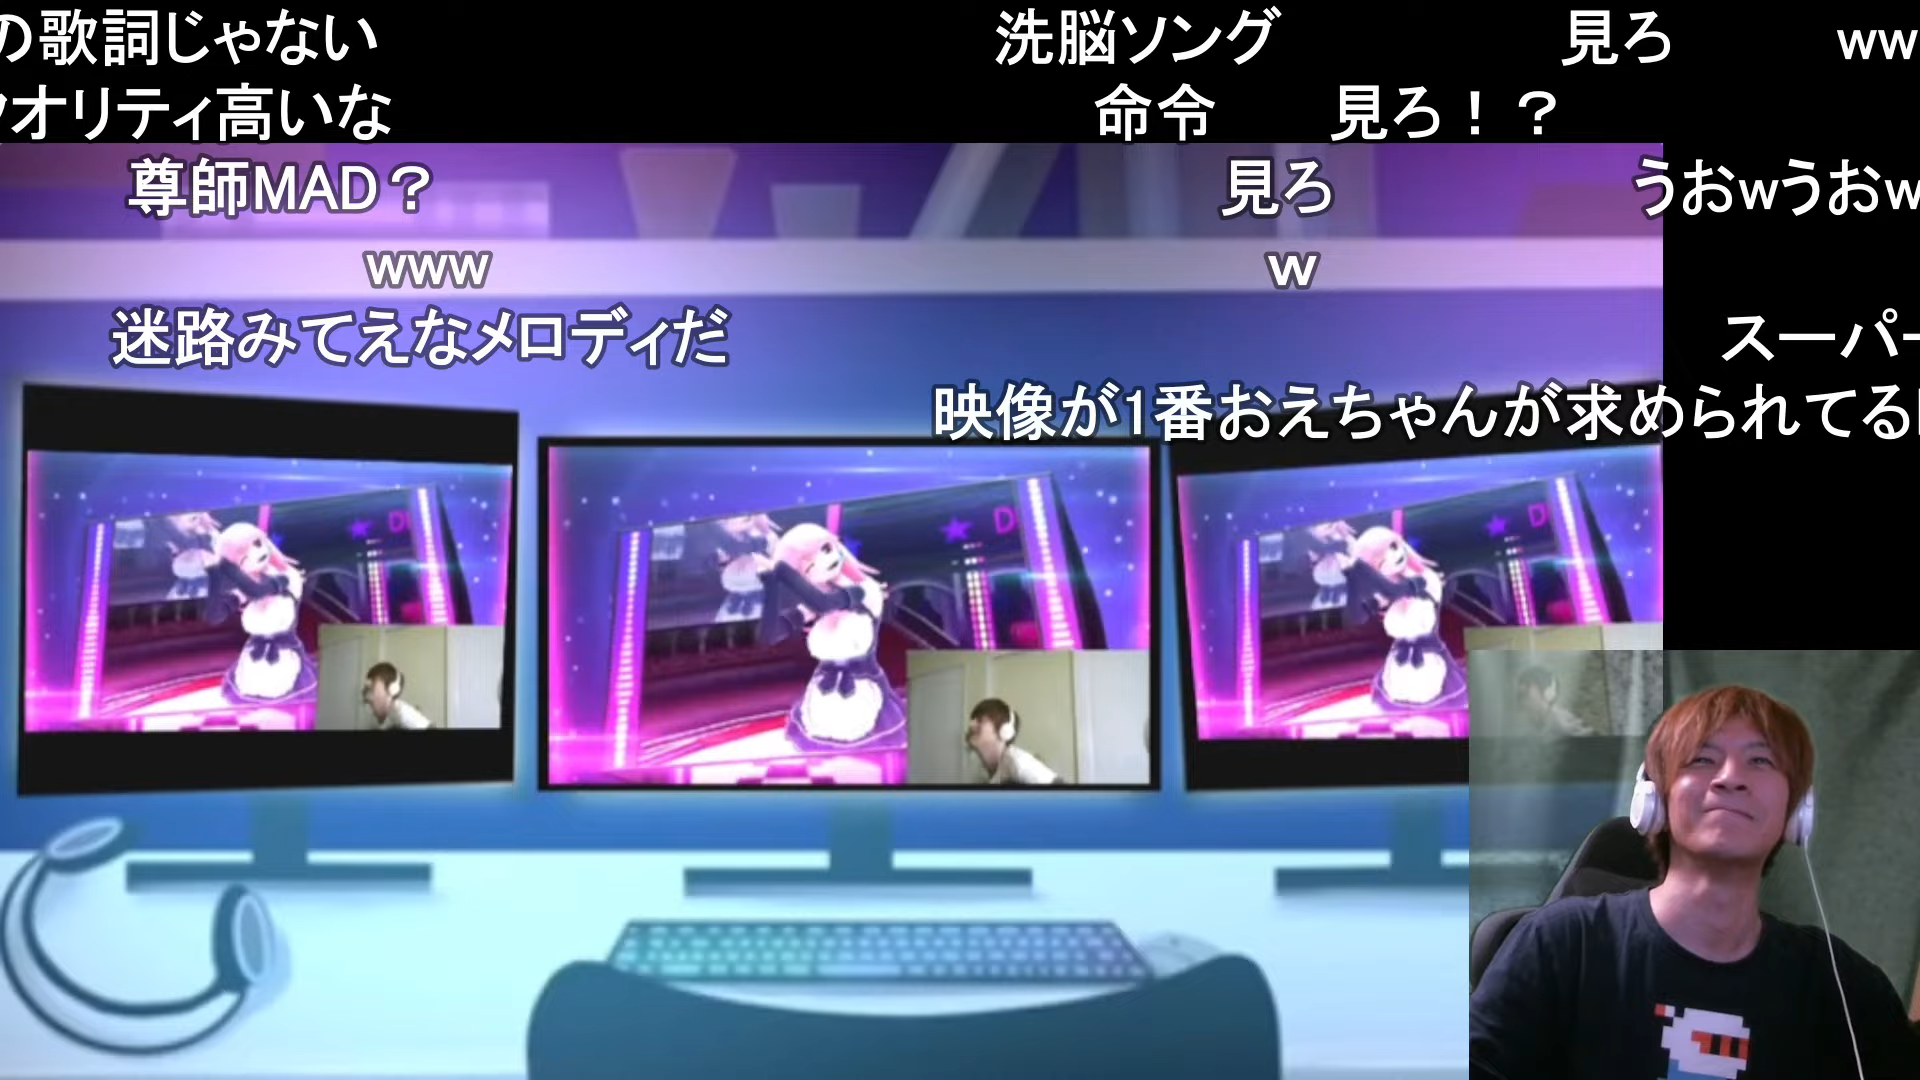 の歌詞じゃない
洗脳ソング
見ろ
ww
クオリティ高いな
命令
見ろ！？
尊師MAD？
見ろ
うおwうおw
www
w
迷路みてえなメロディだ
スーパー
映像が1番おえちゃんが求められてる
D
D
D